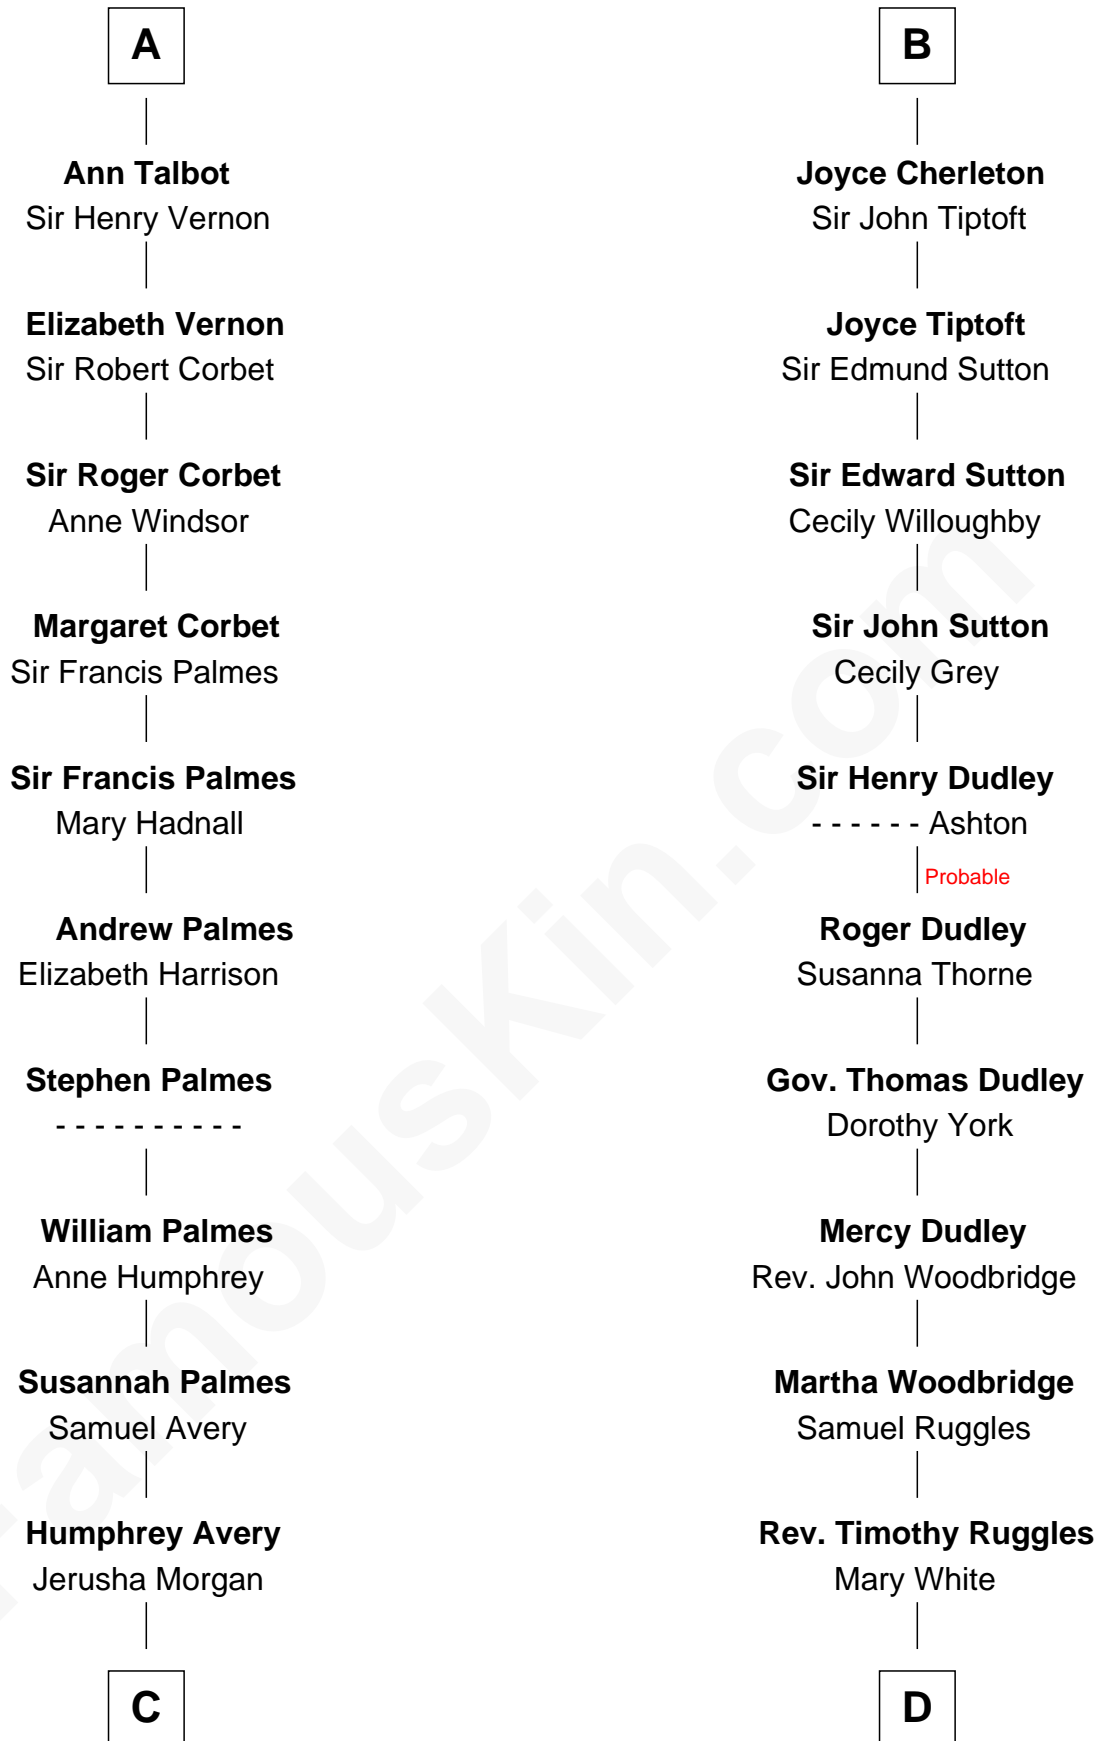 A
Ann Talbot
Sir Henry Vernon
Elizabeth Vernon
Sir Robert Corbet
Sir Roger Corbet
Anne Windsor
Margaret Corbet
Sir Francis Palmes
Sir Francis Palmes
Mary Hadnall
Andrew Palmes
Elizabeth Harrison
Stephen Palmes
- - - - - - - - - -
William Palmes
Anne Humphrey
Susannah Palmes
Samuel Avery
Humphrey Avery
Jerusha Morgan
C
B
Joyce Cherleton
Sir John Tiptoft
Joyce Tiptoft
Sir Edmund Sutton
Sir Edward Sutton
Cecily Willoughby
Sir John Sutton
Cecily Grey
Sir Henry Dudley
- - - - - - Ashton
Probable
Roger Dudley
Susanna Thorne
Gov. Thomas Dudley
Dorothy York
Mercy Dudley
Rev. John Woodbridge
Martha Woodbridge
Samuel Ruggles
Rev. Timothy Ruggles
Mary White
D
FamousKin.com